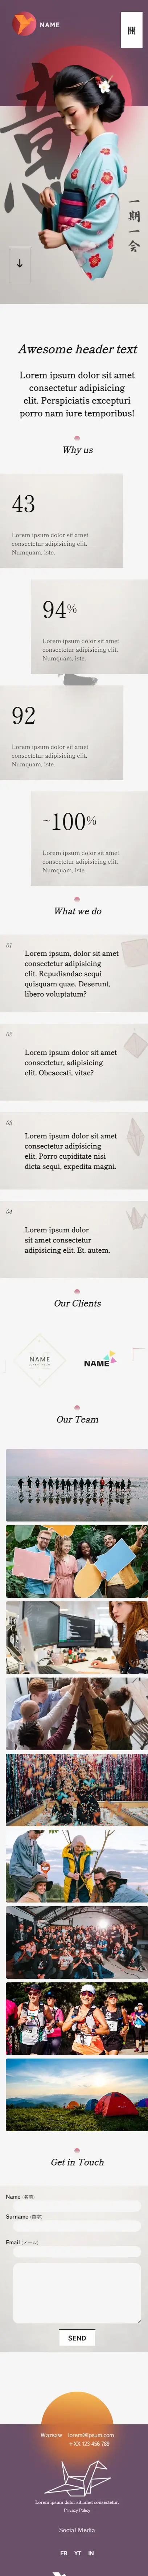 NAME
開
一期一会
Awesome header text
Lorem ipsum dolor sit amet
consectetur adipisicing
elit. Perspiciatis excepturi
porro nam iure temporibus!
Why us
43
Lorem ipsum dolor sit amet
consectetur adipisicing elit.
Numquam, iste.
94%
Lorem ipsum dolor sit amet
consectetur adipisicing elit.
Numquam, iste.
92
Lorem ipsum dolor sit amet
consectetur adipisicing elit.
Numquam, iste.
~100%
Lorem ipsum dolor sit amet
consectetur adipisicing elit.
Numquam, iste.
What we do
01
Lorem ipsum, dolor sit amet
consectetur adipisicing
elit. Repudiandae sequi
quisquam quae. Deserunt,
libero voluptatum?
02
Lorem ipsum dolor sit amet
consectetur, adipisicing
elit. Obcaecati, vitae?
03
Lorem ipsum dolor sit amet
consectetur adipisicing
elit. Porro cupiditate nisi
dicta sequi, expedita magni.
04
Lorem ipsum dolor
sit amet consectetur
adipisicing elit. Et, autem.
Our Clients
NAME
NAME
Our Team
Get in Touch
Name (名前)
Surname (苗字)
Email (メール)
SEND
Warsaw lorem@ipsum.com
+XX 123 456 789
Lorem ipsum dolor sit amet consectetur.
Privacy Policy
Social Media
FB YT IN